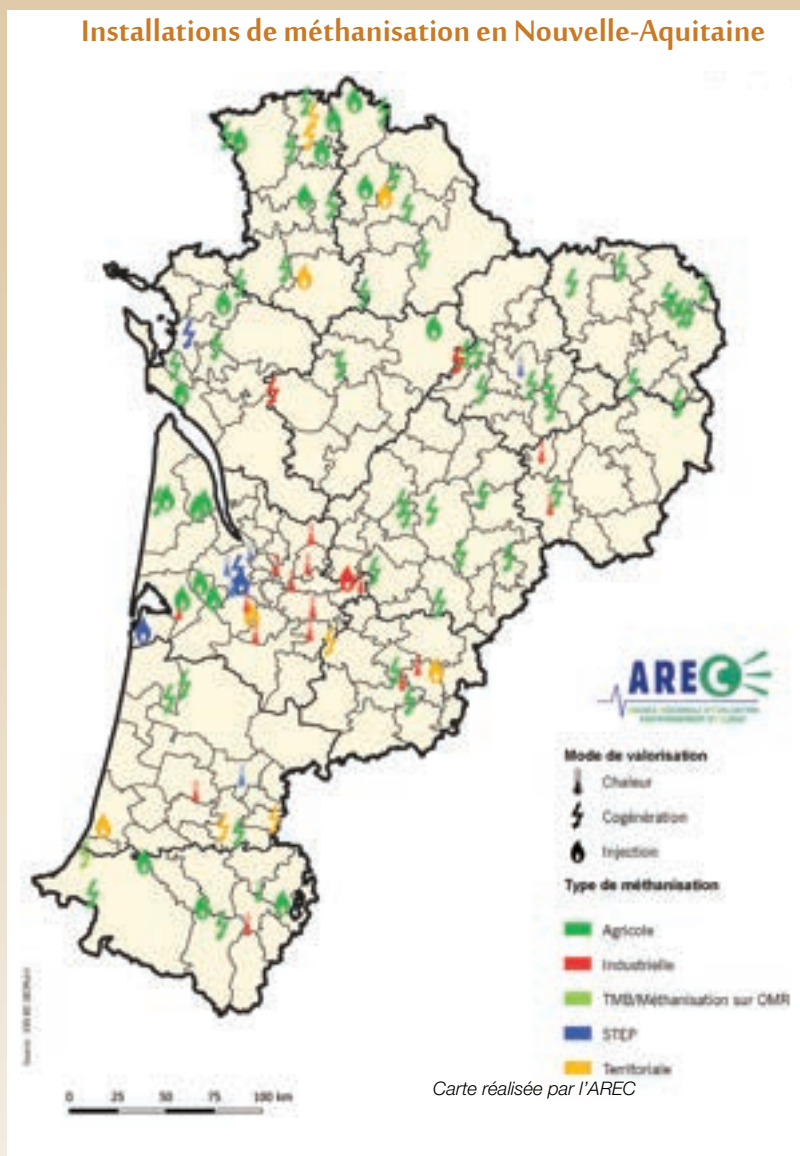 Installations de méthanisation en Nouvelle-Aquitaine
AREC
Mode de valorisation
Chaleur
Cogénération
Injection
Type de méthanisation
Agricole
Industrielle
TMB/Méthanisation sur OMR
STEP
Territoriale
Carte réalisée par l'AREC
0 25 50 75 100 km